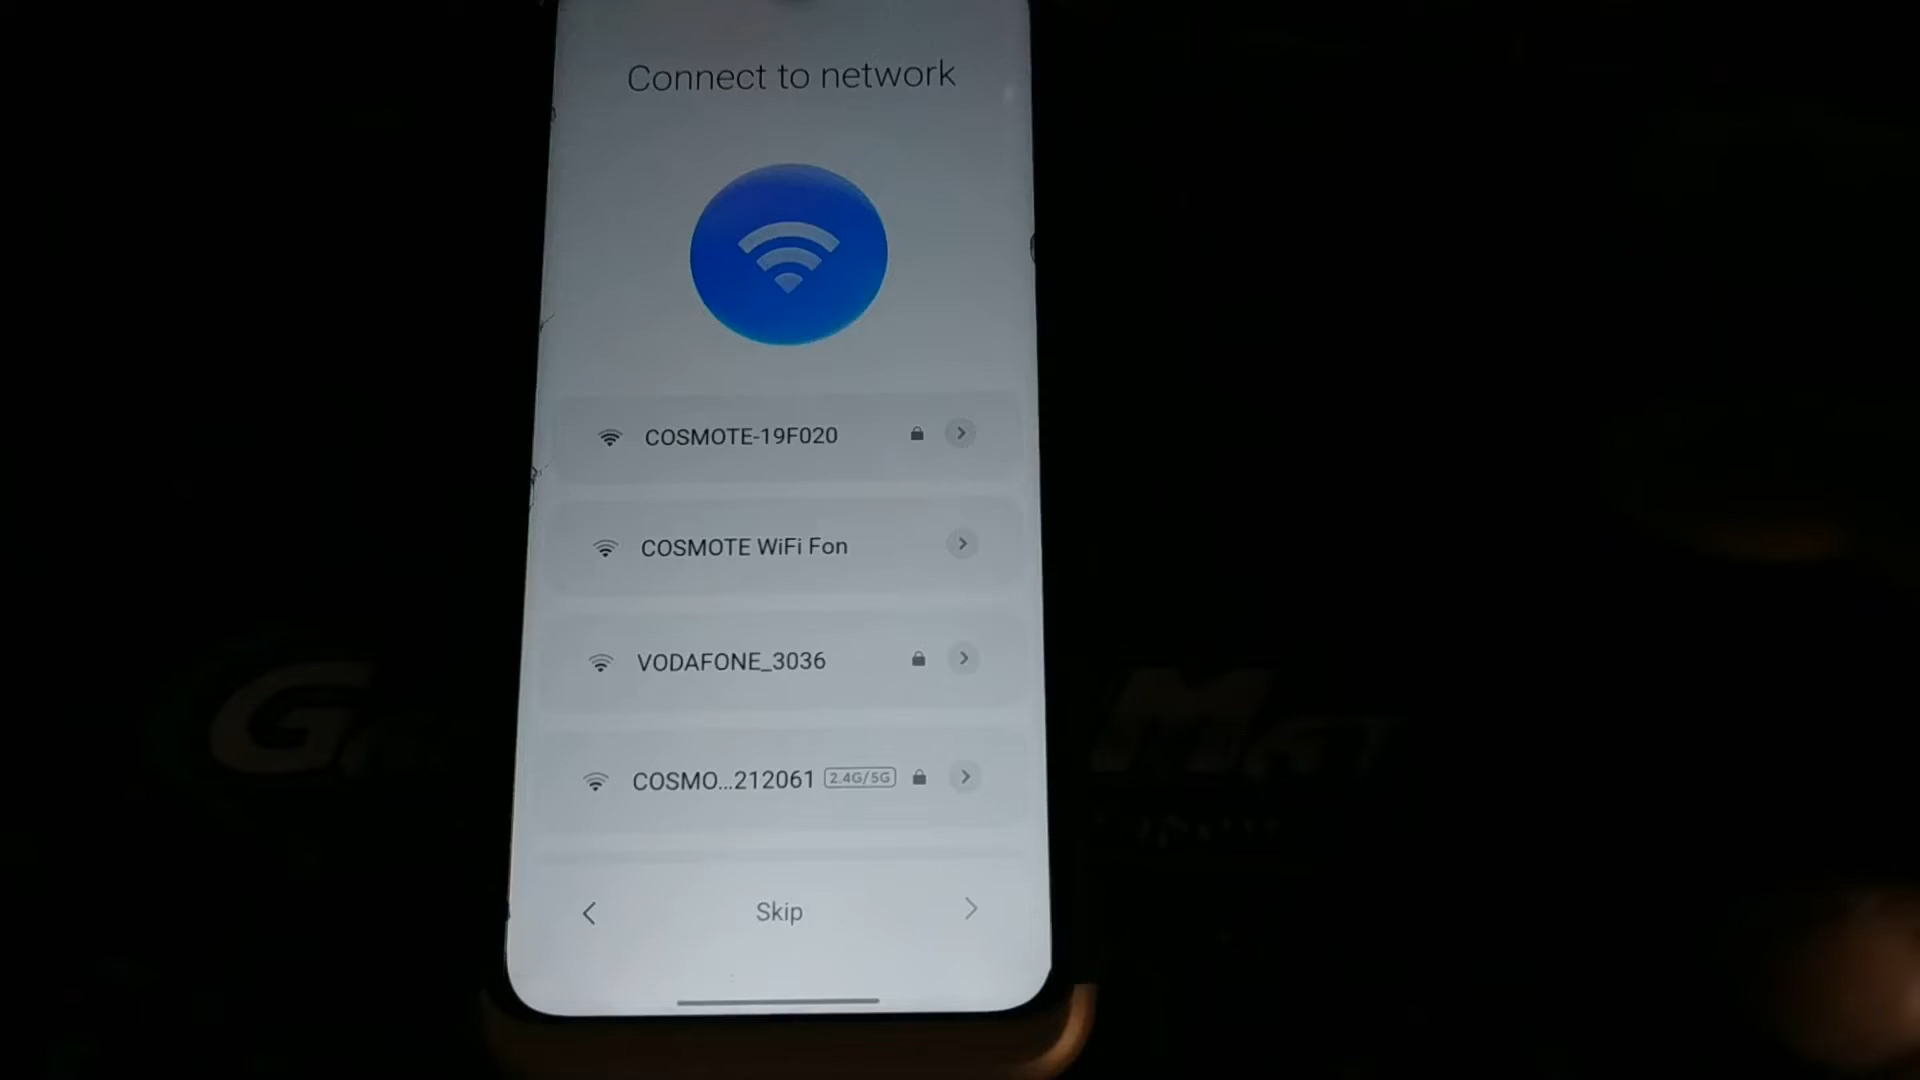 Connect to network
COSMOTE-19F020
COSMOTE WiFi Fon
VODAFONE_3036
COSMO...212061 2.4G/5G
Skip